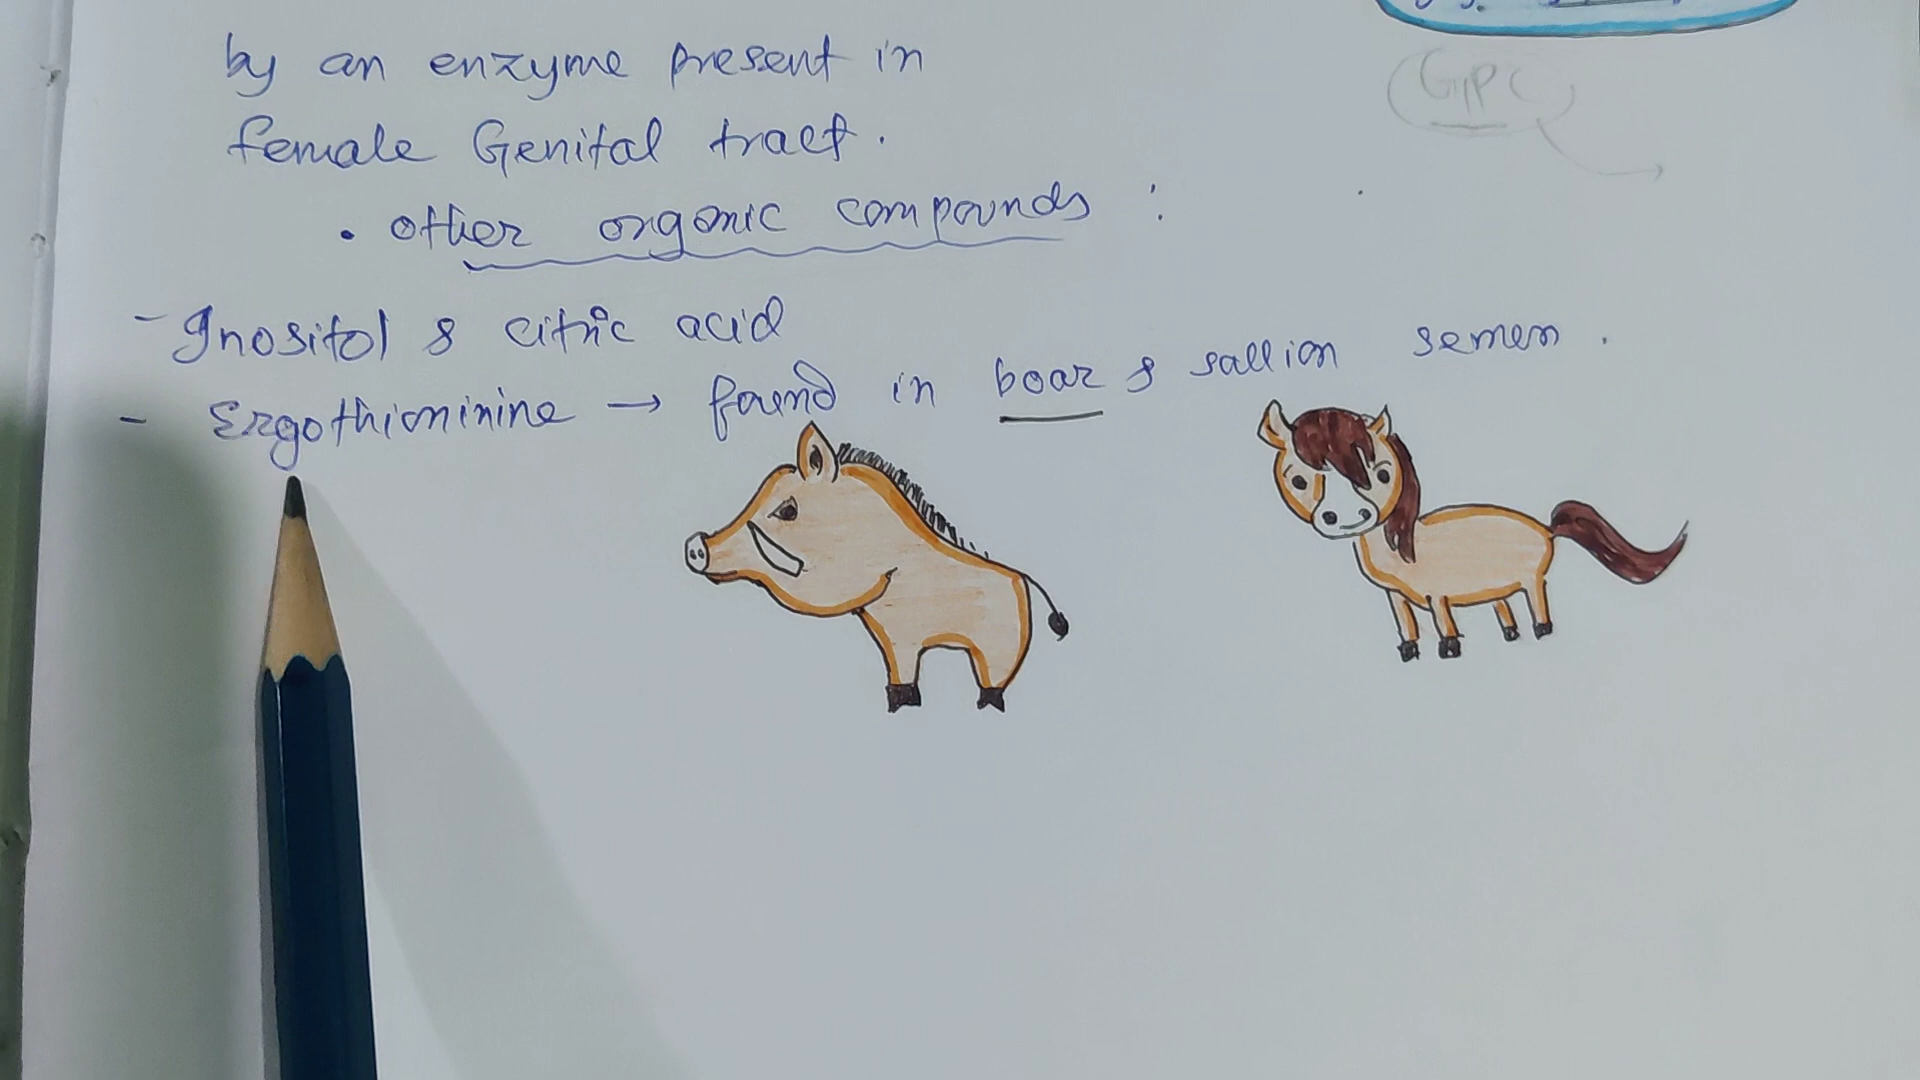 by an enzyme present in
female Genital tract.
GPC
• other organic compounds :
- Inositol & citric acid
- Ergothioninine → found in boar & sallion semen.